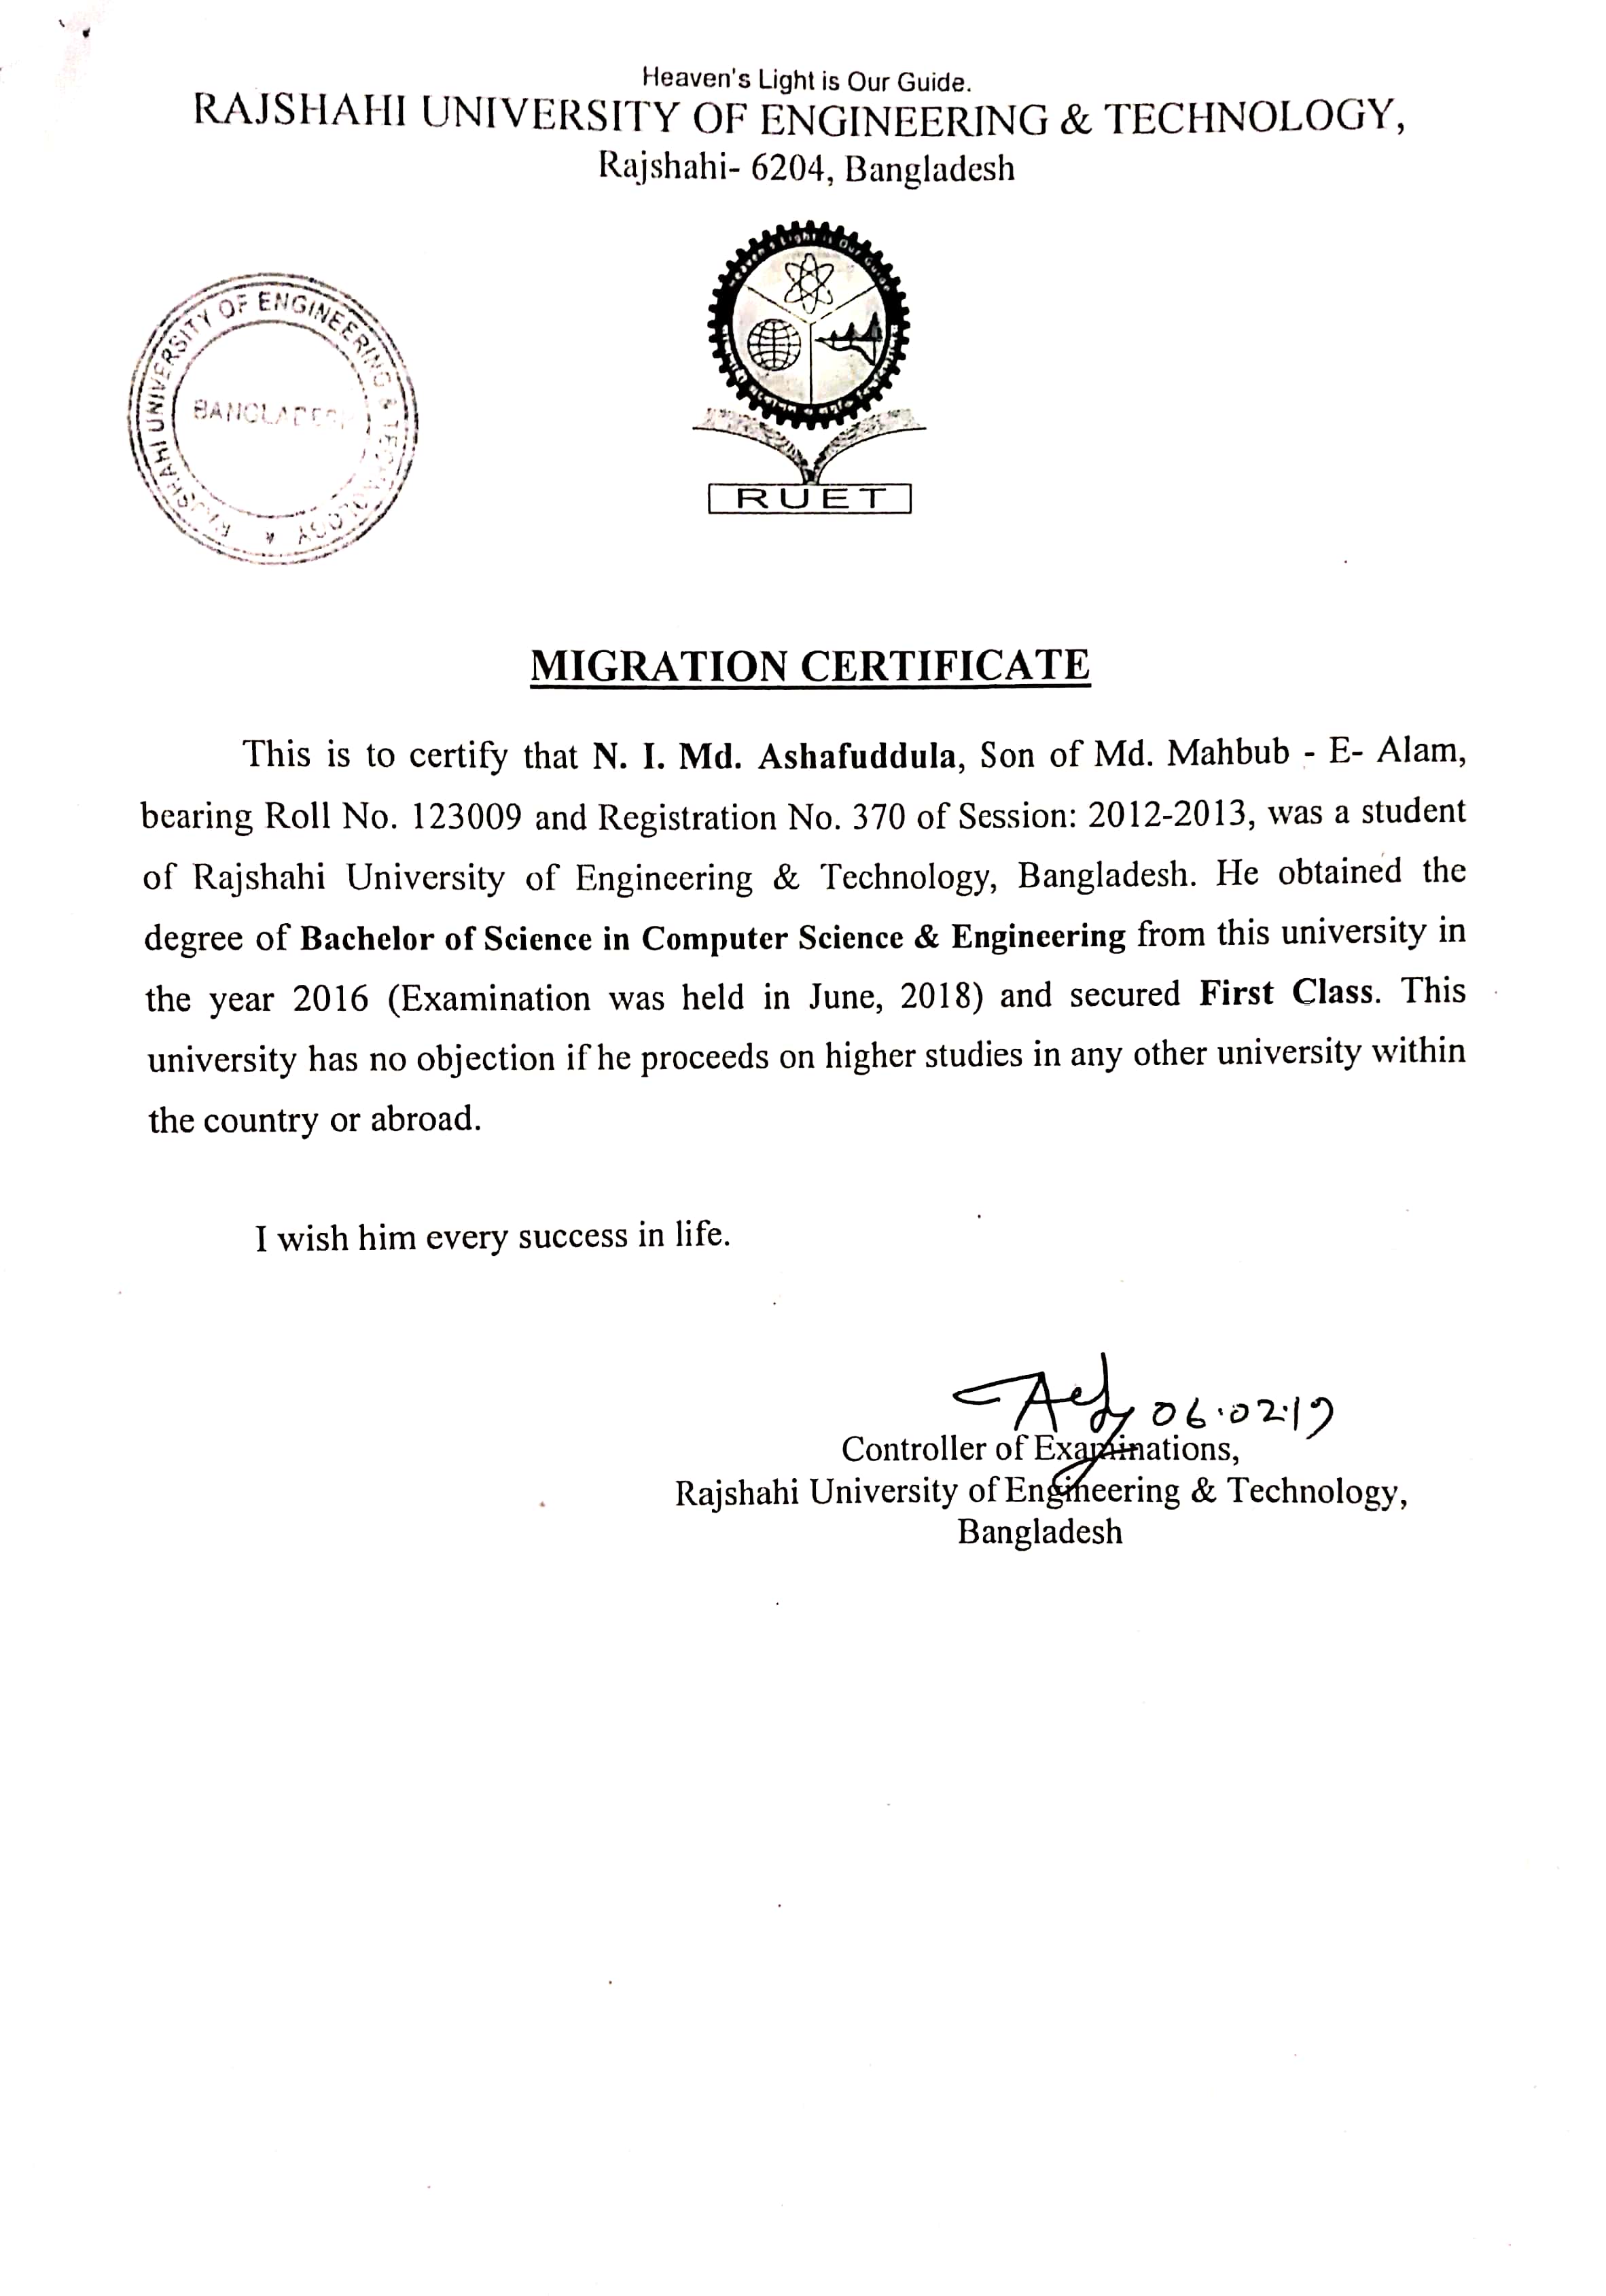 Heaven's Light is Our Guide.
RAJSHAHI UNIVERSITY OF ENGINEERING & TECHNOLOGY,
Rajshahi- 6204, Bangladesh
RAJSHAHI UNIVERSITY OF ENGINEERING & TECHNOLOGY
BANGLADESH
Heaven's Light is Our Guide
RUET
MIGRATION CERTIFICATE
This is to certify that N. I. Md. Ashafuddula, Son of Md. Mahbub - E- Alam,
bearing Roll No. 123009 and Registration No. 370 of Session: 2012-2013, was a student
of Rajshahi University of Engineering & Technology, Bangladesh. He obtained the
degree of Bachelor of Science in Computer Science & Engineering from this university in
the year 2016 (Examination was held in June, 2018) and secured First Class. This
university has no objection if he proceeds on higher studies in any other university within
the country or abroad.
I wish him every success in life.
06.02.19
Controller of Examinations,
Rajshahi University of Engineering & Technology,
Bangladesh